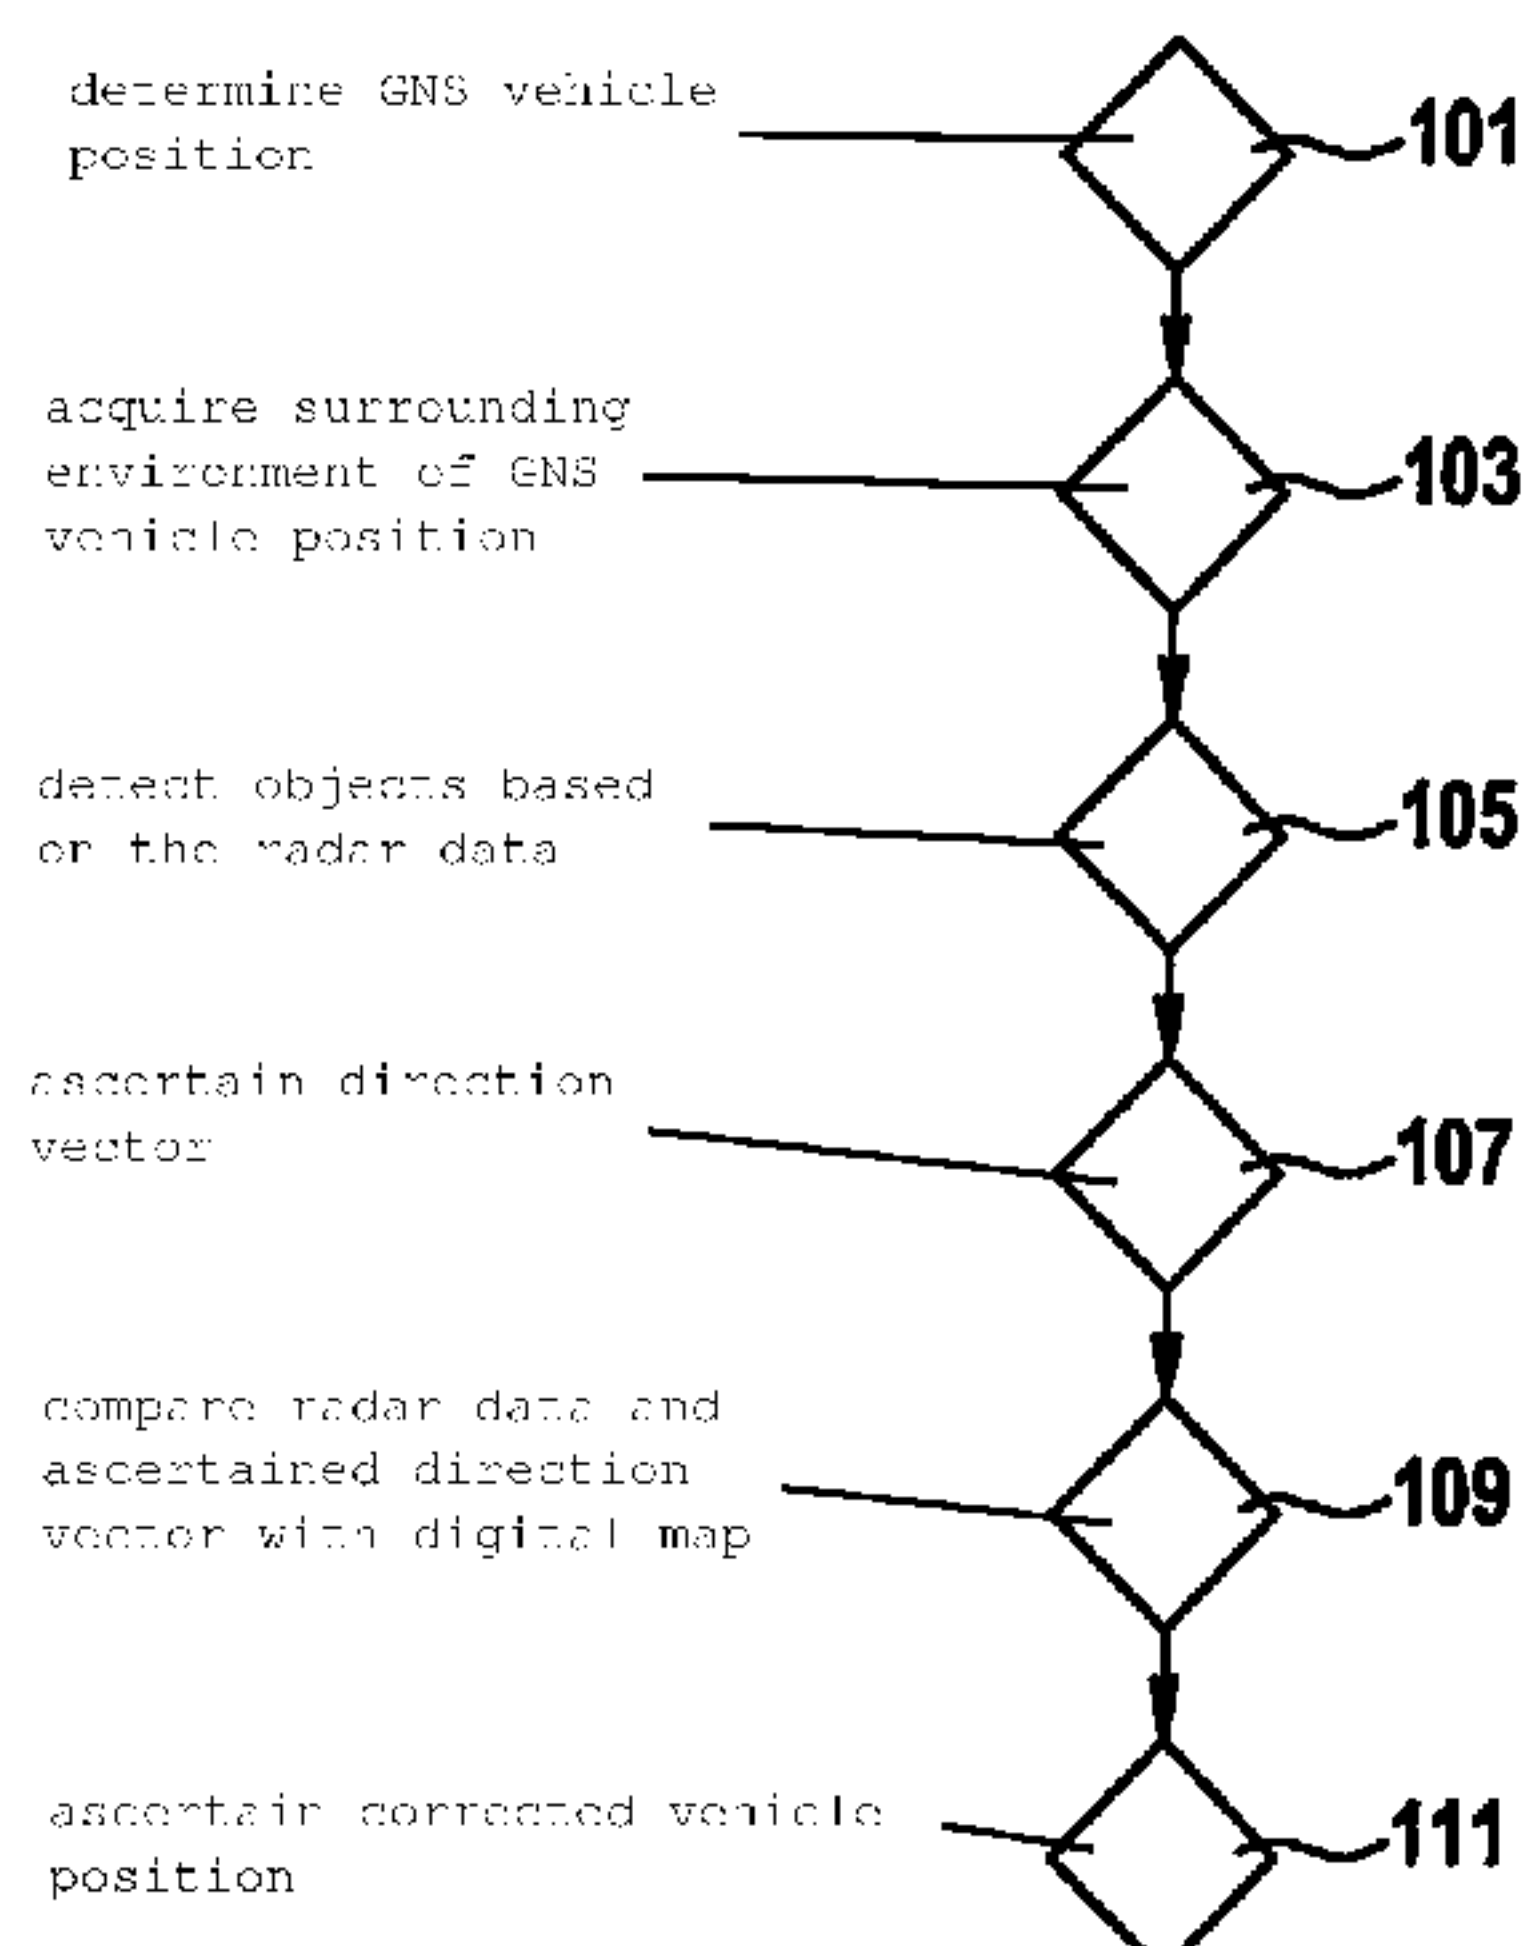 determine GNS vehicle
position
101
acquire surrounding
environment of GNS
vehicle position
103
detect objects based
on the radar data
105
ascertain direction
vector
107
compare radar data and
ascertained direction
vector with digital map
109
ascertain corrected vehicle
position
111